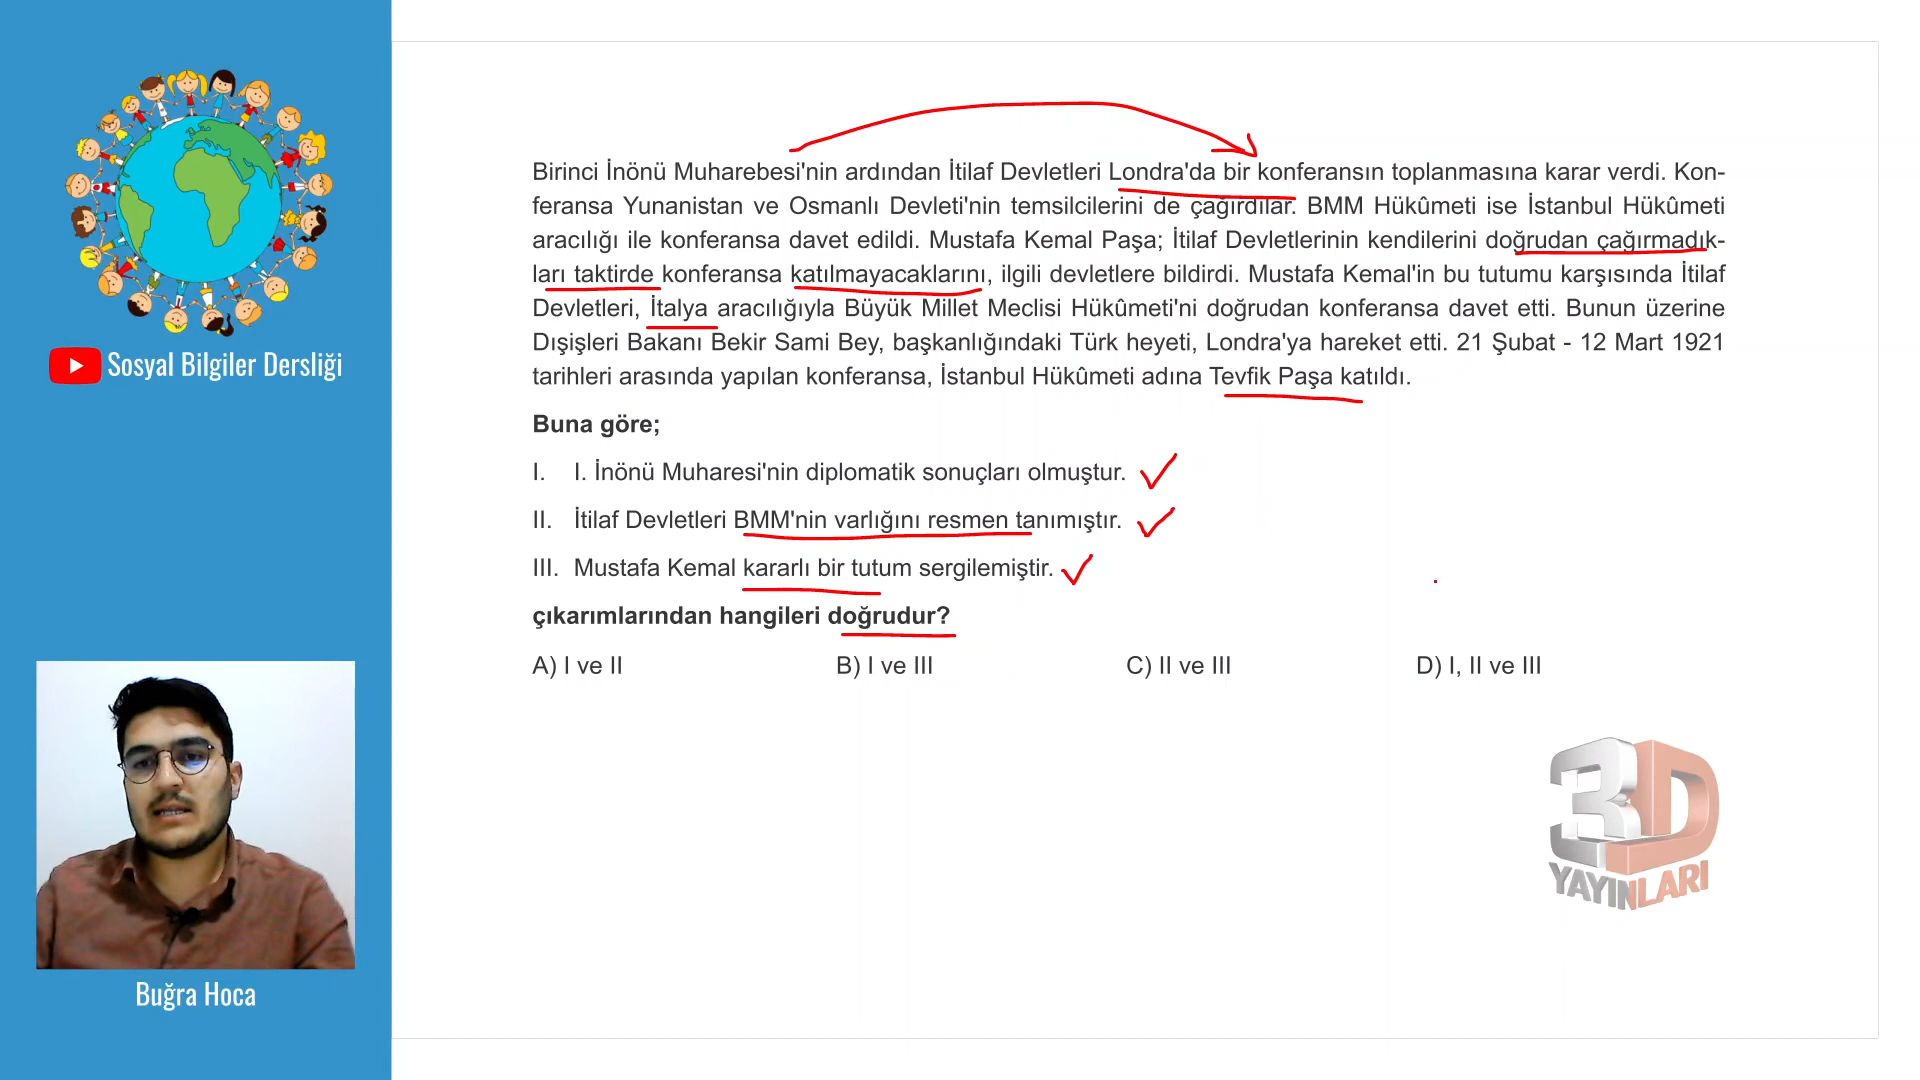 Birinci İnönü Muharebesi'nin ardından İtilaf Devletleri Londra'da bir konferansın toplanmasına karar verdi. Kon-
feransa Yunanistan ve Osmanlı Devleti'nin temsilcilerini de çağırdılar. BMM Hükûmeti ise İstanbul Hükûmeti
aracılığı ile konferansa davet edildi. Mustafa Kemal Paşa; İtilaf Devletlerinin kendilerini doğrudan çağırmadık-
ları taktirde konferansa katılmayacaklarını, ilgili devletlere bildirdi. Mustafa Kemal'in bu tutumu karşısında İtilaf
Devletleri, İtalya aracılığıyla Büyük Millet Meclisi Hükûmeti'ni doğrudan konferansa davet etti. Bunun üzerine
Dışişleri Bakanı Bekir Sami Bey, başkanlığındaki Türk heyeti, Londra'ya hareket etti. 21 Şubat - 12 Mart 1921
tarihleri arasında yapılan konferansa, İstanbul Hükûmeti adına Tevfik Paşa katıldı.
Buna göre;
I. I. İnönü Muharesi'nin diplomatik sonuçları olmuştur.
II. İtilaf Devletleri BMM'nin varlığını resmen tanımıştır.
III. Mustafa Kemal kararlı bir tutum sergilemiştir.
çıkarımlarından hangileri doğrudur?
A) I ve II B) I ve III C) II ve III D) I, II ve III
Sosyal Bilgiler Dersliği
Buğra Hoca
3D
YAYINLARI